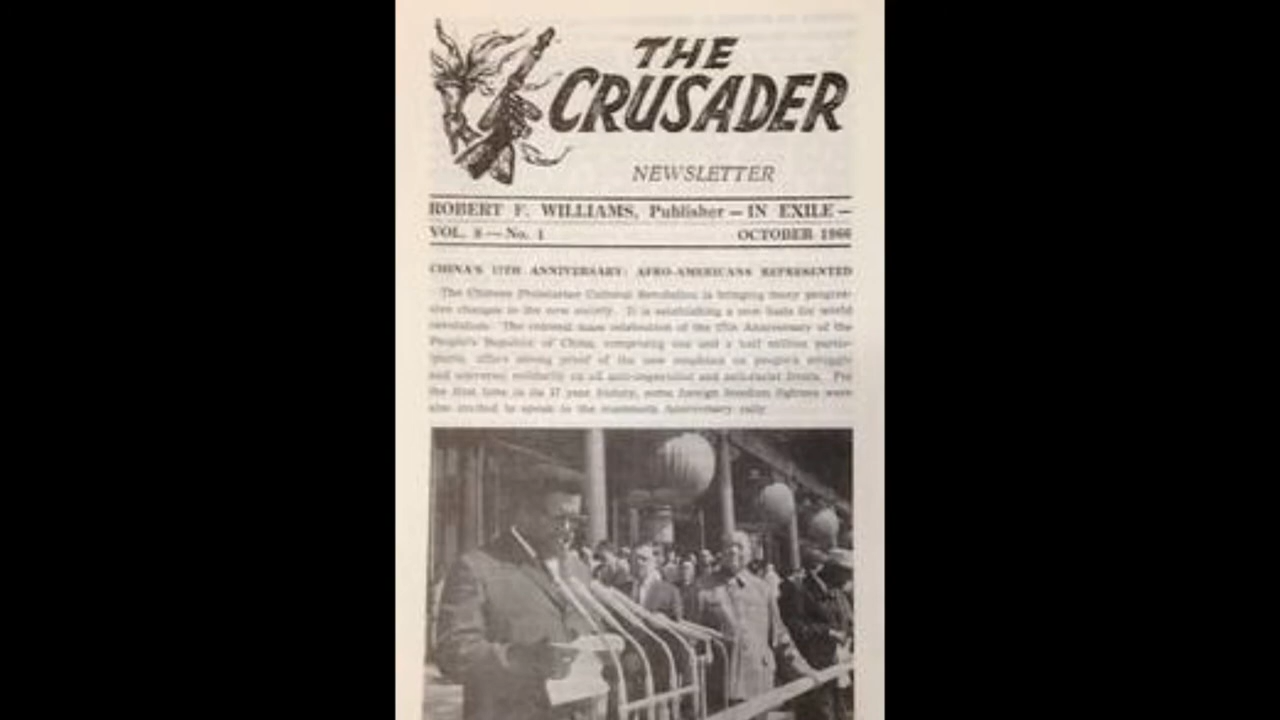 THE
CRUSADER
NEWSLETTER
ROBERT F. WILLIAMS, Publisher – IN EXILE –
VOL. 8 – No. 1 OCTOBER 1966
CHINA'S 17TH ANNIVERSARY: AFRO-AMERICANS REPRESENTED
The Chinese Proletarian Cultural Revolution is bringing many progres-
sive changes to the new society. It is establishing a new basis for world
revolution. The colossal mass celebration of the 17th Anniversary of the
People's Republic of China, comprising one and a half million partic-
ipants, offers strong proof of the new emphasis on people's struggle
and universal solidarity on all anti-imperialist and anti-racist fronts. For
the first time in its 17 year history, some foreign freedom fighters were
also invited to speak to the mammoth Anniversary rally